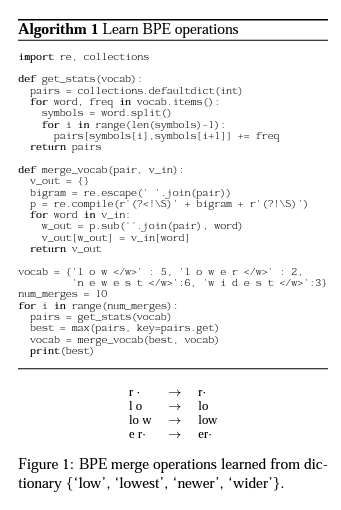 Algorithm 1 Learn BPE operations
import re, collections
def get_stats(vocab):
  pairs = collections.defaultdict(int)
  for word, freq in vocab.items():
    symbols = word.split()
    for i in range(len(symbols)-1):
      pairs[symbols[i],symbols[i+1]] += freq
  return pairs
def merge_vocab(pair, v_in):
  v_out = {}
  bigram = re.escape(' '.join(pair))
  p = re.compile(r'(?<!\S)' + bigram + r'(?!\S)')
  for word in v_in:
    w_out = p.sub(''.join(pair), word)
    v_out[w_out] = v_in[word]
  return v_out
vocab = {'l o w </w>' : 5, 'l o w e r </w>' : 2,
         'n e w e s t </w>':6, 'w i d e s t </w>':3}
num_merges = 10
for i in range(num_merges):
  pairs = get_stats(vocab)
  best = max(pairs, key=pairs.get)
  vocab = merge_vocab(best, vocab)
  print(best)
r · → r·
l o → lo
lo w → low
e r· → er·
Figure 1: BPE merge operations learned from dic-
tionary {‘low’, ‘lowest’, ‘newer’, ‘wider’}.